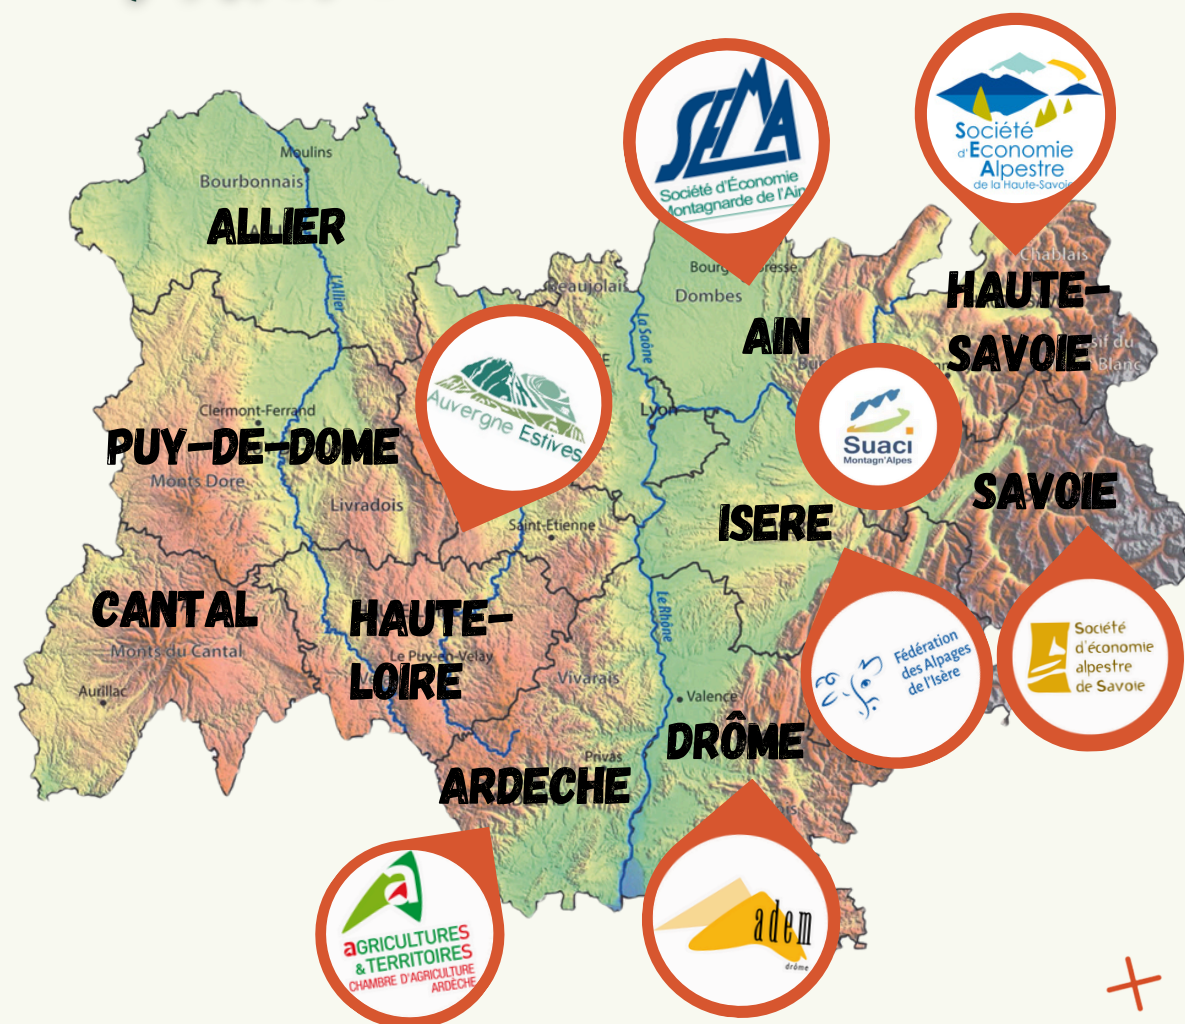 SEMA
Société d'Économie
Montagnarde de l'Ain
Société
d'Economie
Alpestre
de la Haute-Savoie
Moulins
Bourbonnais
ALLIER
L'Allier
Beaujolais
Dombes
La Saône
Chablais
HAUTE-
SAVOIE
AIN
Auvergne Estives
Clermont-Ferrand
PUY-DE-DOME
Monts Dore
Livradois
Lyon
Suaci
Montagn'Alpes
SAVOIE
Saint-Etienne
ISERE
CANTAL
Monts du Cantal
Aurillac
HAUTE-
LOIRE
Le Puy-en-Velay
Vivarais
Le Rhône
Valence
DRÔME
Privas
ARDECHE
Fédération
des Alpages
de l'Isère
Société
d'économie
alpestre
de Savoie
a
aGRICULTURES
& TERRITOIRES
CHAMBRE D'AGRICULTURE
ARDÈCHE
adem
drôme